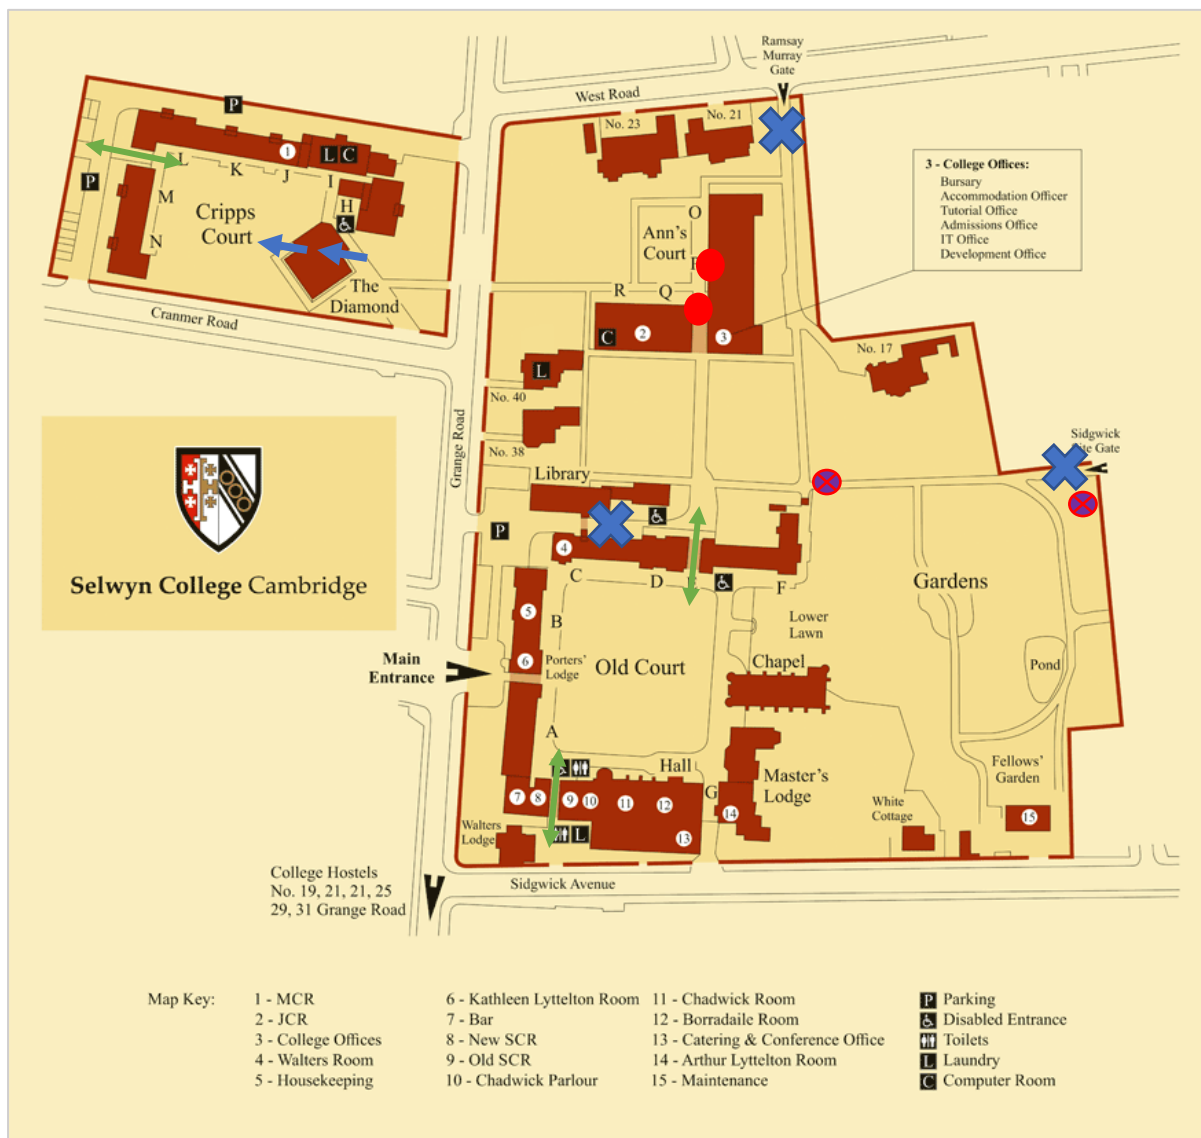 Ramsay
Murray
Gate
West Road
No. 23
No. 21
P
1
L C
L
K
J
I
H
P
M
N
Cripps
Court
The
Diamond
Cranmer Road
3 - College Offices:
Bursary
Accommodation Officer
Tutorial Office
Admissions Office
IT Office
Development Office
O
Ann's
Court
R
Q
C
2
3
No. 17
L
No. 40
No. 38
Grange Road
Sidgwick
Gate
Library
P
4
C
D
F
Selwyn College Cambridge
Gardens
5
B
Lower
Lawn
6
Porters'
Lodge
Main
Entrance
Old Court
Chapel
Pond
A
Hall
Master's
Lodge
G
Fellows'
Garden
7
8
9
10
11
12
13
14
15
White
Cottage
Walters
Lodge
L
College Hostels
No. 19, 21, 21, 25
29, 31 Grange Road
Sidgwick Avenue
Map Key:
1 - MCR
2 - JCR
3 - College Offices
4 - Walters Room
5 - Housekeeping
6 - Kathleen Lyttelton Room
7 - Bar
8 - New SCR
9 - Old SCR
10 - Chadwick Parlour
11 - Chadwick Room
12 - Borradaile Room
13 - Catering & Conference Office
14 - Arthur Lyttelton Room
15 - Maintenance
P Parking
Disabled Entrance
Toilets
L Laundry
C Computer Room